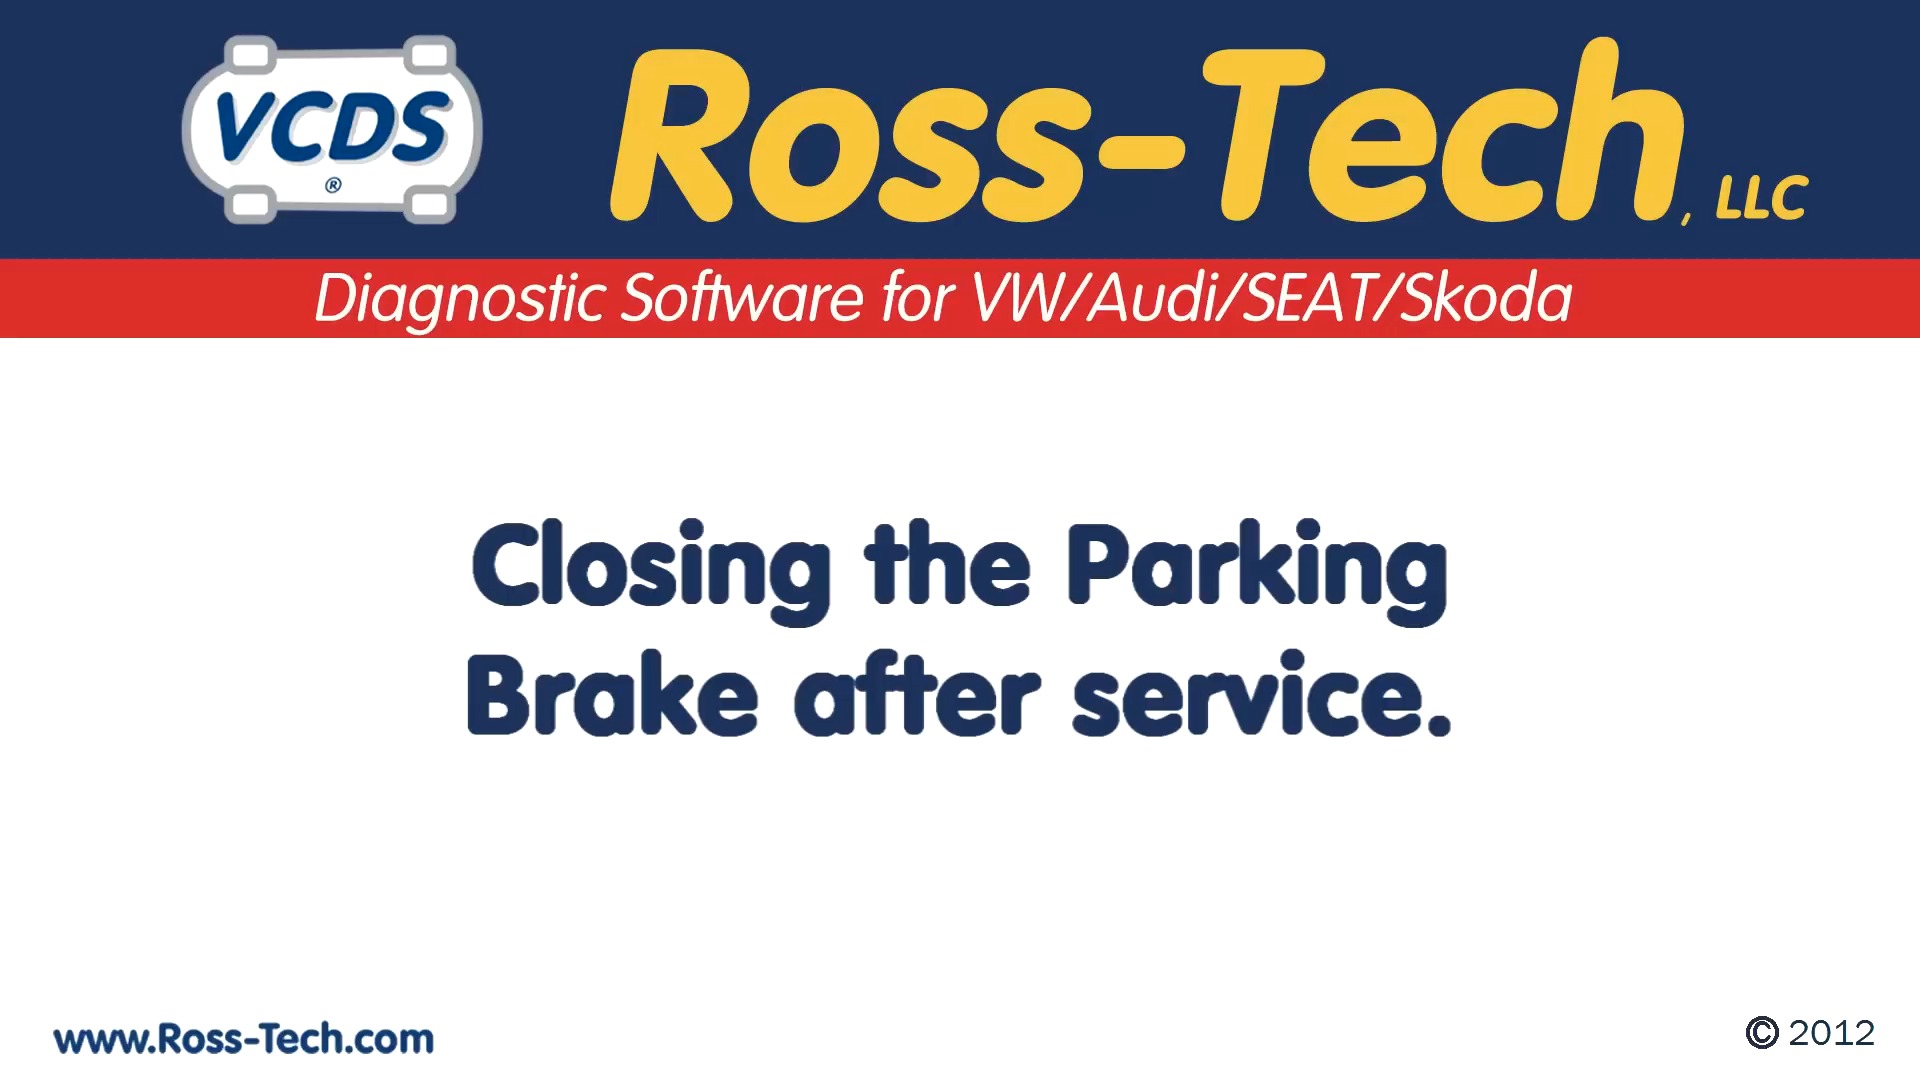 VCDS
®
Ross-Tech, LLC
Diagnostic Software for VW/Audi/SEAT/Skoda
Closing the Parking
Brake after service.
www.Ross-Tech.com
© 2012